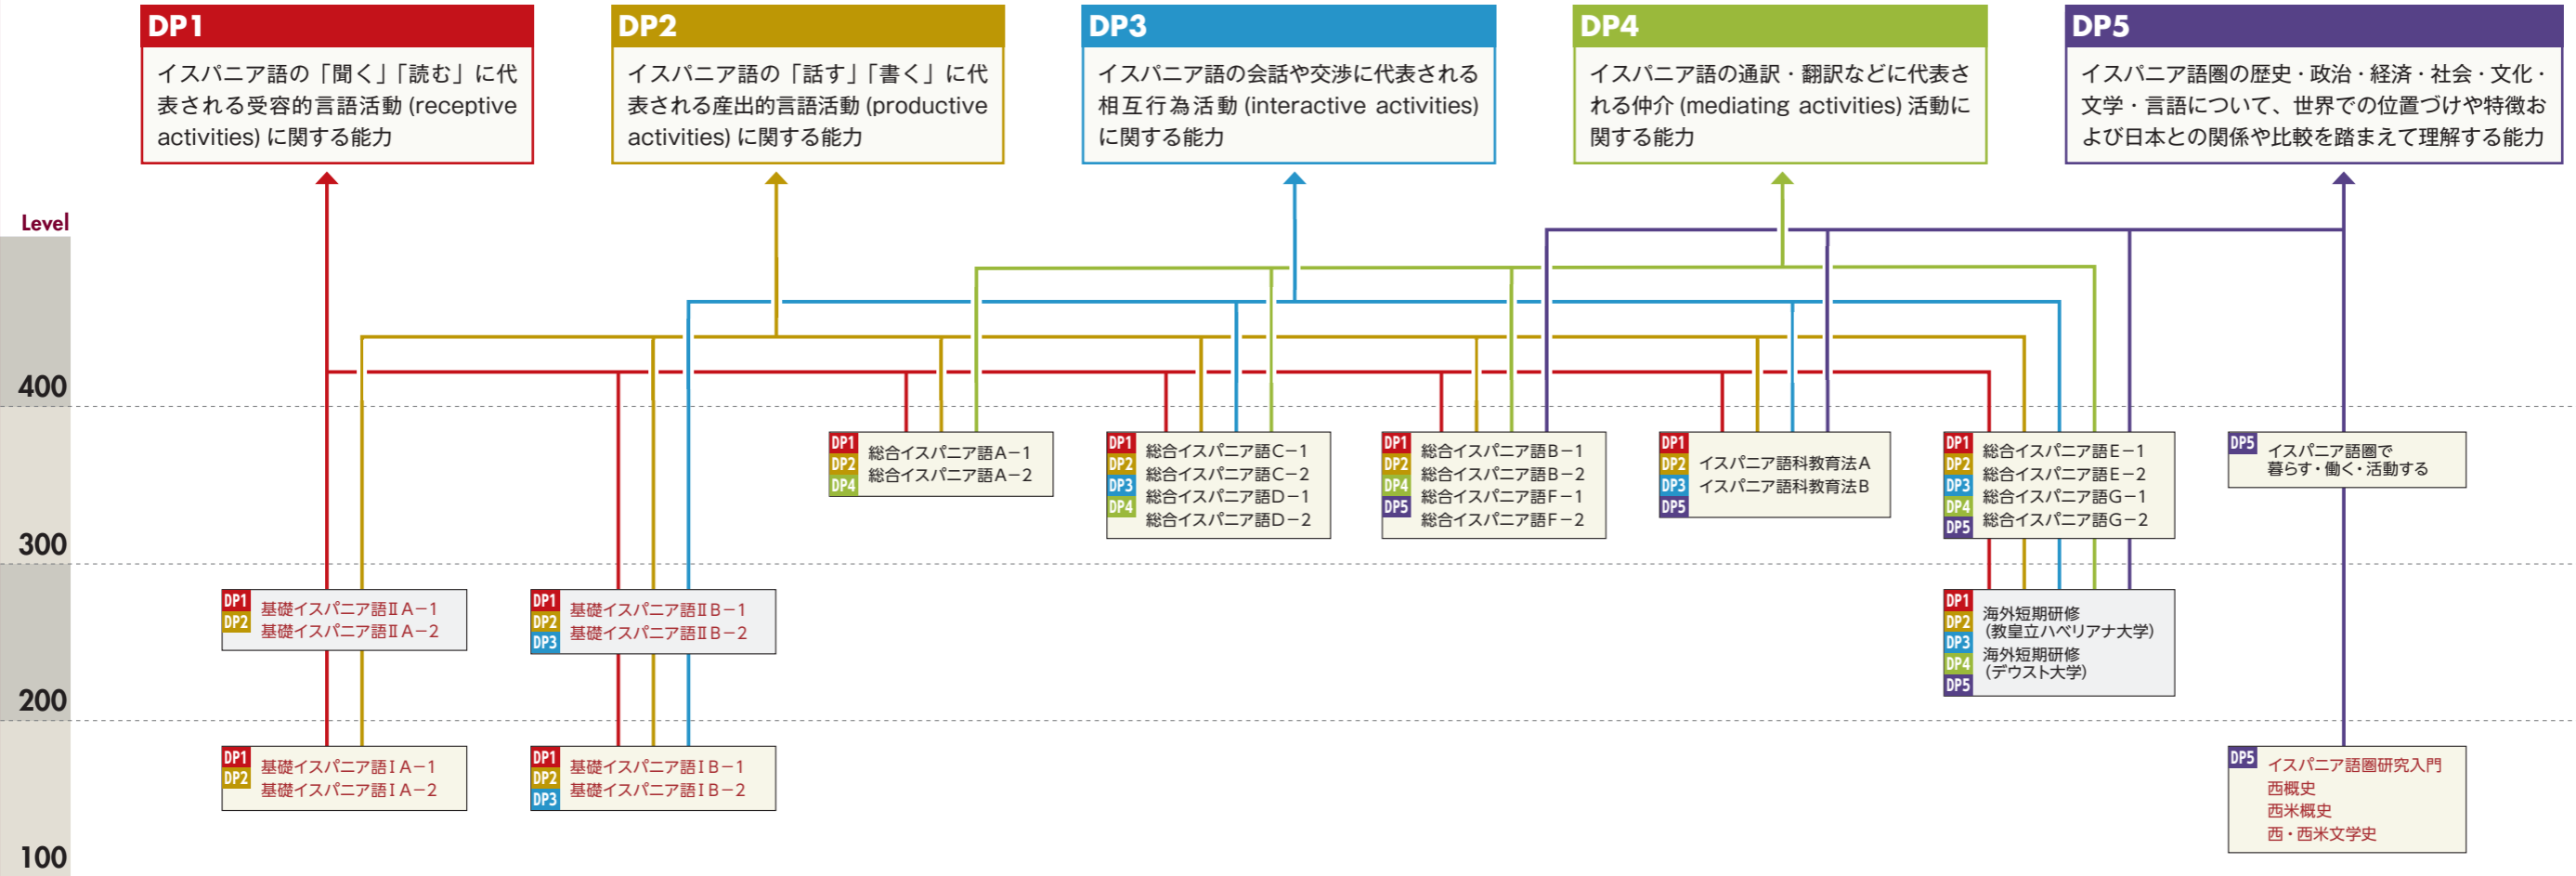 DP1
イスパニア語の「聞く」「読む」に代
表される受容的言語活動 (receptive
activities) に関する能力
DP2
イスパニア語の「話す」「書く」に代
表される産出的言語活動 (productive
activities) に関する能力
DP3
イスパニア語の会話や交渉に代表される
相互行為活動 (interactive activities)
に関する能力
DP4
イスパニア語の通訳・翻訳などに代表さ
れる仲介 (mediating activities) 活動に
関する能力
DP5
イスパニア語圏の歴史・政治・経済・社会・文化・
文学・言語について、世界での位置づけや特徴お
よび日本との関係や比較を踏まえて理解する能力
Level
400
DP1
DP2
DP4
総合イスパニア語A－1
総合イスパニア語A－2
DP1
DP2
DP3
DP4
総合イスパニア語C－1
総合イスパニア語C－2
総合イスパニア語D－1
総合イスパニア語D－2
DP1
DP2
DP4
DP5
総合イスパニア語B－1
総合イスパニア語B－2
総合イスパニア語F－1
総合イスパニア語F－2
DP1
DP2
DP3
DP5
イスパニア語科教育法A
イスパニア語科教育法B
DP1
DP2
DP3
DP4
DP5
総合イスパニア語E－1
総合イスパニア語E－2
総合イスパニア語G－1
総合イスパニア語G－2
DP5
イスパニア語圏で
暮らす・働く・活動する
300
DP1
DP2
基礎イスパニア語ⅡA－1
基礎イスパニア語ⅡA－2
DP1
DP2
DP3
基礎イスパニア語ⅡB－1
基礎イスパニア語ⅡB－2
DP1
DP2
DP3
DP4
DP5
海外短期研修
(教皇立ハベリアナ大学)
海外短期研修
(デウスト大学)
200
DP1
DP2
基礎イスパニア語ⅠA－1
基礎イスパニア語ⅠA－2
DP1
DP2
DP3
基礎イスパニア語ⅠB－1
基礎イスパニア語ⅠB－2
DP5
イスパニア語圏研究入門
西概史
西米概史
西・西米文学史
100